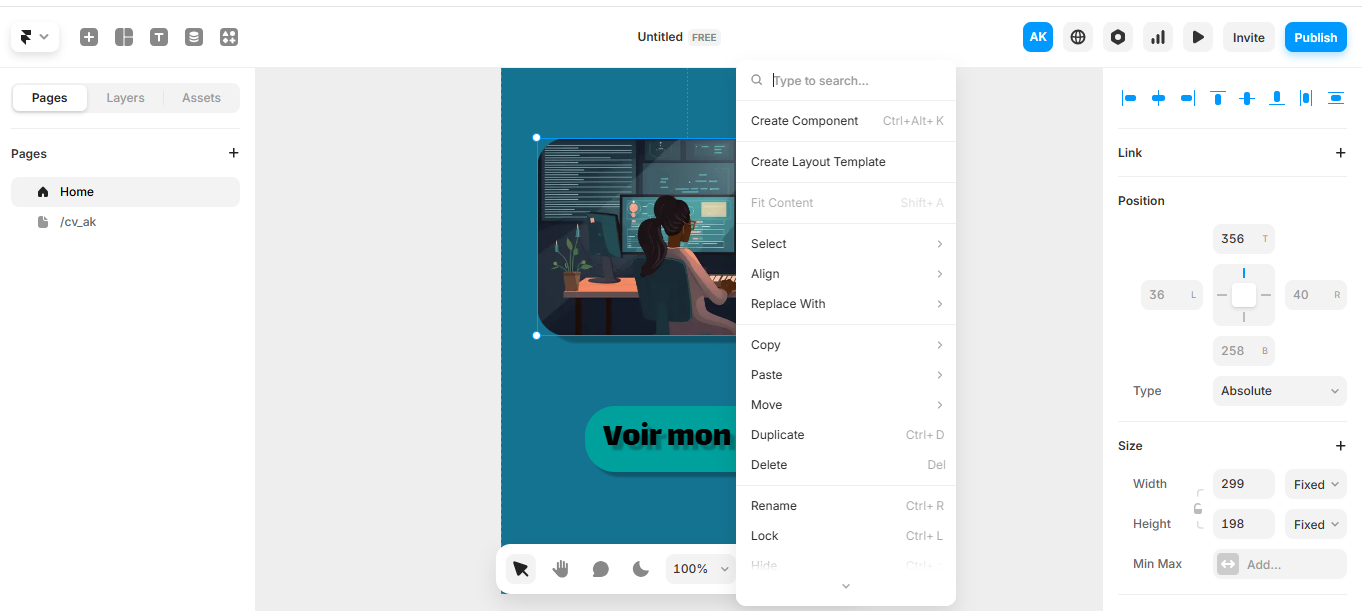 Untitled FREE
AK
Invite
Publish
Pages
Layers
Assets
Pages
Home
/cv_ak
Voir mon
100%
Type to search...
Create Component Ctrl+Alt+ K
Create Layout Template
Fit Content Shift+ A
Select
Align
Replace With
Copy
Paste
Move
Duplicate Ctrl+ D
Delete Del
Rename Ctrl+ R
Lock Ctrl+ L
Hide Ctrl+ ;
Link
Position
356 T
36 L
40 R
258 B
Type Absolute
Size
Width 299 Fixed
Height 198 Fixed
Min Max Add...